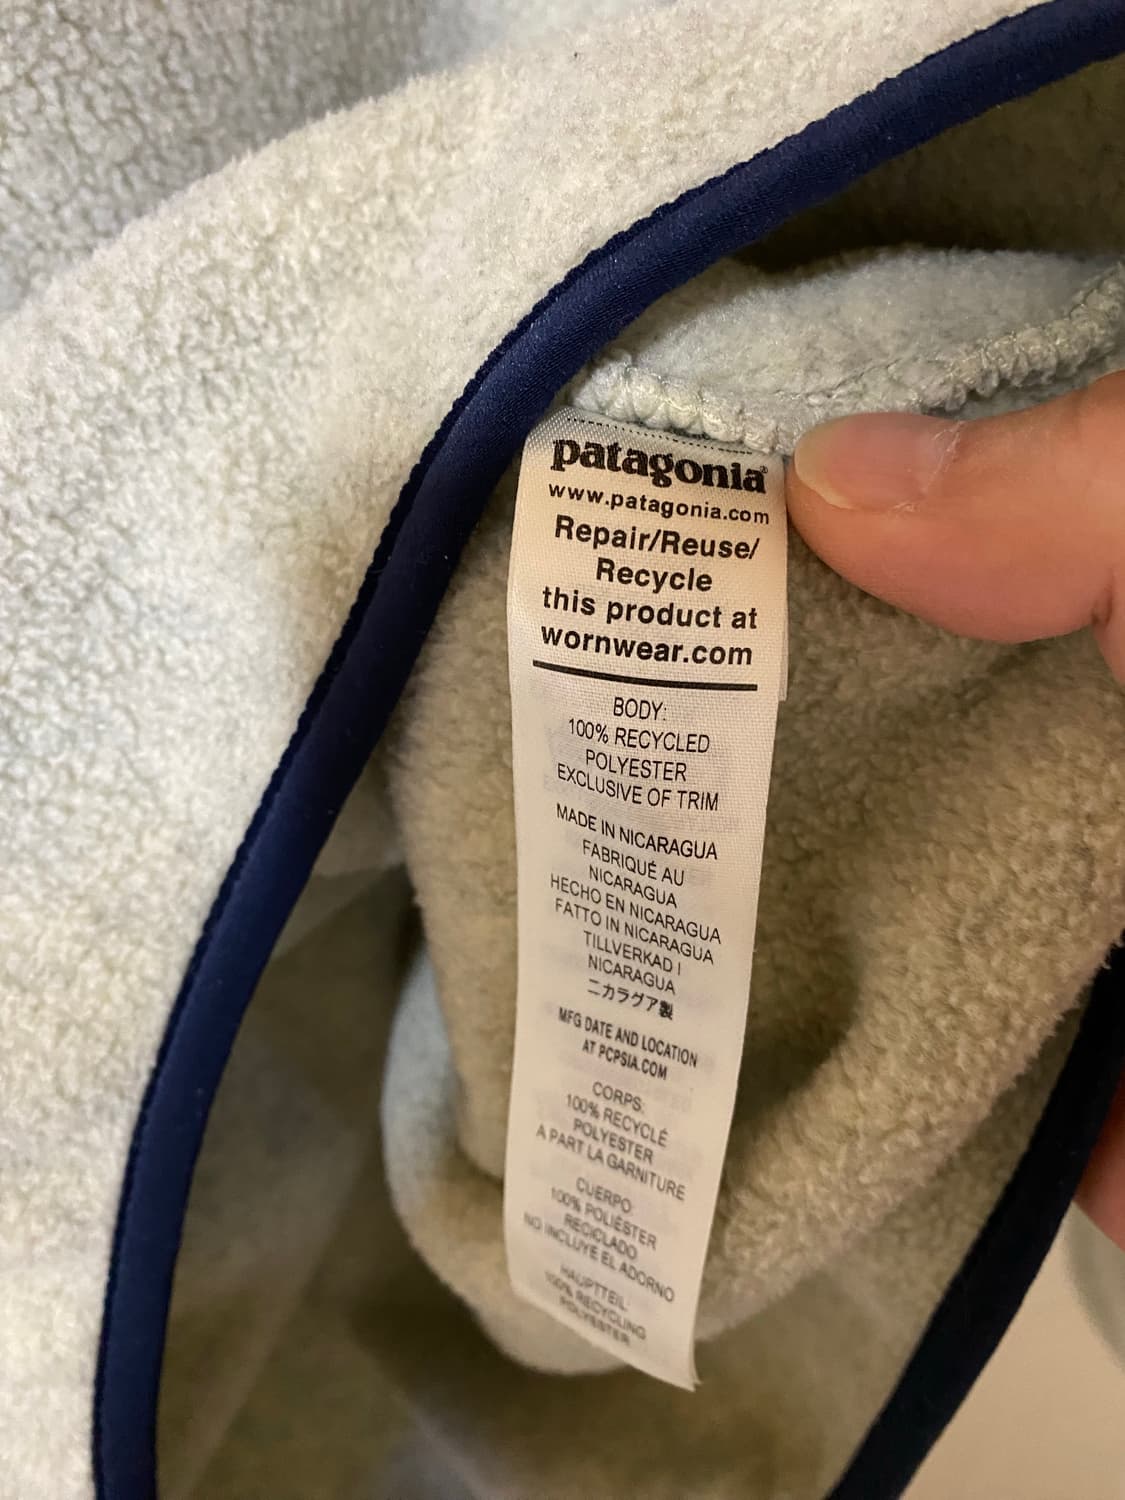 patagonia®
www.patagonia.com
Repair/Reuse/
Recycle
this product at
wornwear.com
BODY:
100% RECYCLED
POLYESTER
EXCLUSIVE OF TRIM
MADE IN NICARAGUA
FABRIQUÉ AU
NICARAGUA
HECHO EN NICARAGUA
FATTO IN NICARAGUA
TILLVERKAD I
NICARAGUA
ニカラグア製
MFG DATE AND LOCATION
AT PCPSIA.COM
CORPS:
100% RECYCLÉ
POLYESTER
A PART LA GARNITURE
CUERPO:
100% POLIÉSTER
RECICLADO
NO INCLUYE EL ADORNO
HAUPTTEIL:
100% RECYCLING
POLYESTER